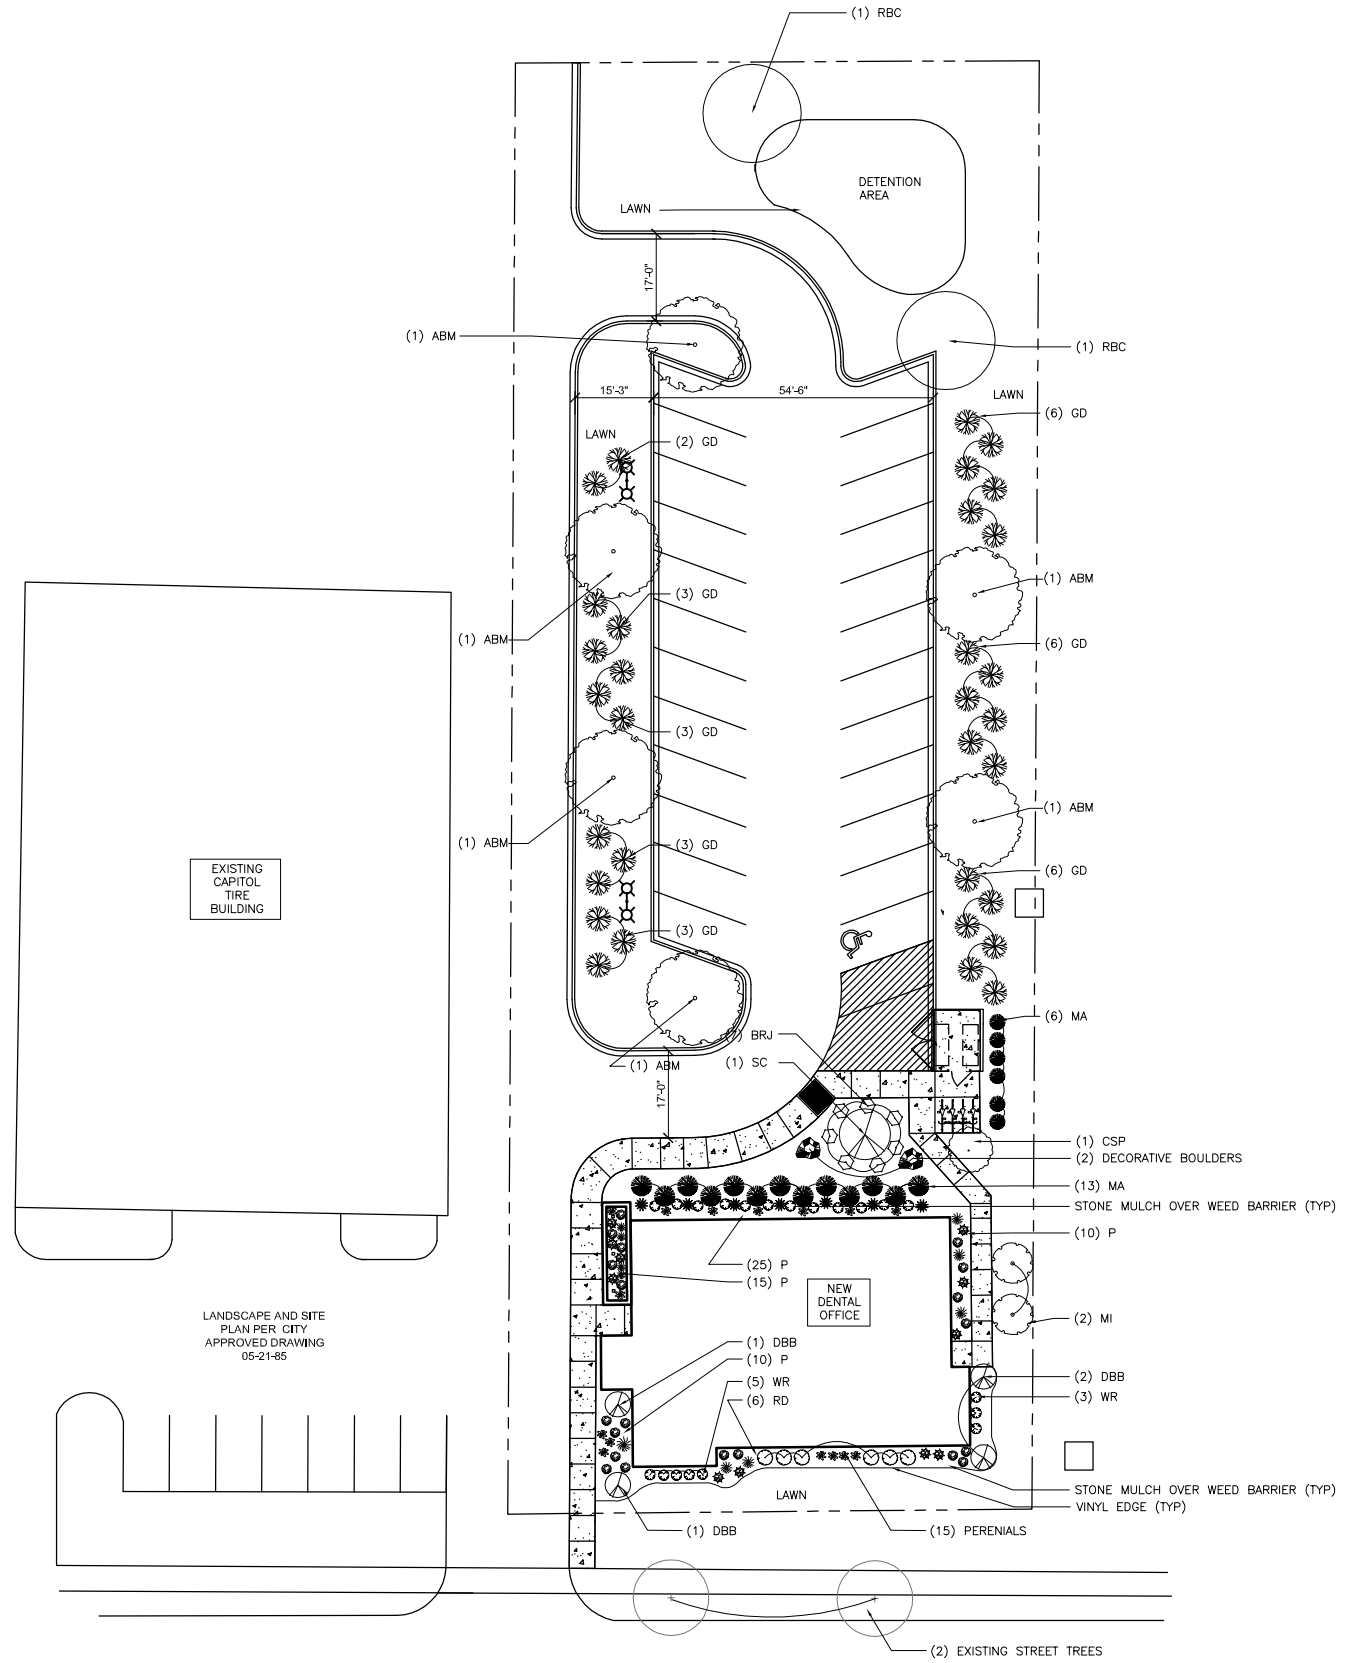 (1) RBC
DETENTION
AREA
LAWN
17'-0"
(1) ABM
(1) RBC
15'-3"
54'-6"
LAWN
(6) GD
LAWN
(2) GD
(1) ABM
(3) GD
(1) ABM
(6) GD
(3) GD
(1) ABM
(1) ABM
(3) GD
EXISTING
CAPITOL
TIRE
BUILDING
(6) GD
(3) GD
(6) MA
BRJ
(1) SC
(1) ABM
17'-0"
(1) CSP
(2) DECORATIVE BOULDERS
(13) MA
STONE MULCH OVER WEED BARRIER (TYP)
(10) P
(25) P
(15) P
NEW
DENTAL
OFFICE
LANDSCAPE AND SITE
PLAN PER CITY
APPROVED DRAWING
05-21-85
(2) MI
(1) DBB
(10) P
(5) WR
(6) RD
(2) DBB
(3) WR
STONE MULCH OVER WEED BARRIER (TYP)
LAWN
VINYL EDGE (TYP)
(1) DBB
(15) PERENIALS
(2) EXISTING STREET TREES